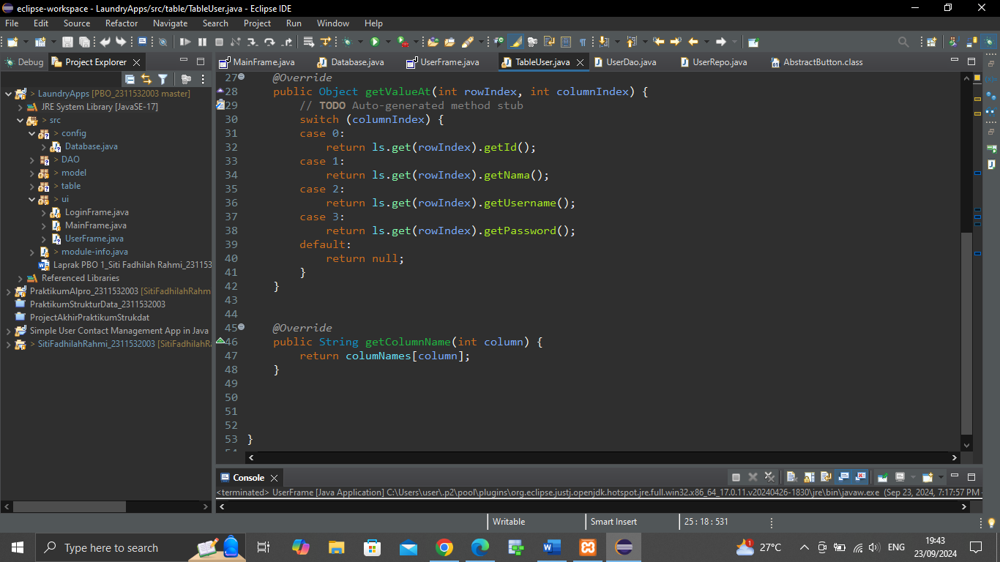 eclipse-workspace - LaundryApps/src/table/TableUser.java - Eclipse IDE
File Edit Source Refactor Navigate Search Project Run Window Help
Debug Project Explorer
MainFrame.java Database.java UserFrame.java TableUser.java UserDao.java UserRepo.java AbstractButton.class
> LaundryApps [PBO_2311532003 master]
JRE System Library [JavaSE-17]
> src
> config
Database.java
> DAO
> model
> table
> ui
LoginFrame.java
MainFrame.java
UserFrame.java
> module-info.java
Laprak PBO 1_Siti Fadhilah Rahmi_231153
Referenced Libraries
PraktikumAlpro_2311532003 [SitiFadhilahRahm
PraktikumStrukturData_2311532003
ProjectAkhirPraktikumStrukdat
Simple User Contact Management App in Java
> SitiFadhilahRahmi_2311532003 [SitiFadhilahRa
27 @Override
28 public Object getValueAt(int rowIndex, int columnIndex) {
29 // TODO Auto-generated method stub
30 switch (columnIndex) {
31 case 0:
32 return ls.get(rowIndex).getId();
33 case 1:
34 return ls.get(rowIndex).getNama();
35 case 2:
36 return ls.get(rowIndex).getUsername();
37 case 3:
38 return ls.get(rowIndex).getPassword();
39 default:
40 return null;
41 }
42 }
43
44
45 @Override
46 public String getColumnName(int column) {
47 return columNames[column];
48 }
49
50
51
52
53 }
54
Console
<terminated> UserFrame [Java Application] C:\Users\user\.p2\pool\plugins\org.eclipse.justj.openjdk.hotspot.jre.full.win32.x86_64_17.0.11.v20240426-1830\jre\bin\javaw.exe (Sep 23, 2024, 7:17:57 PM -
Writable Smart Insert 25 : 18 : 531
Type here to search
27°C ENG 19:43
23/09/2024